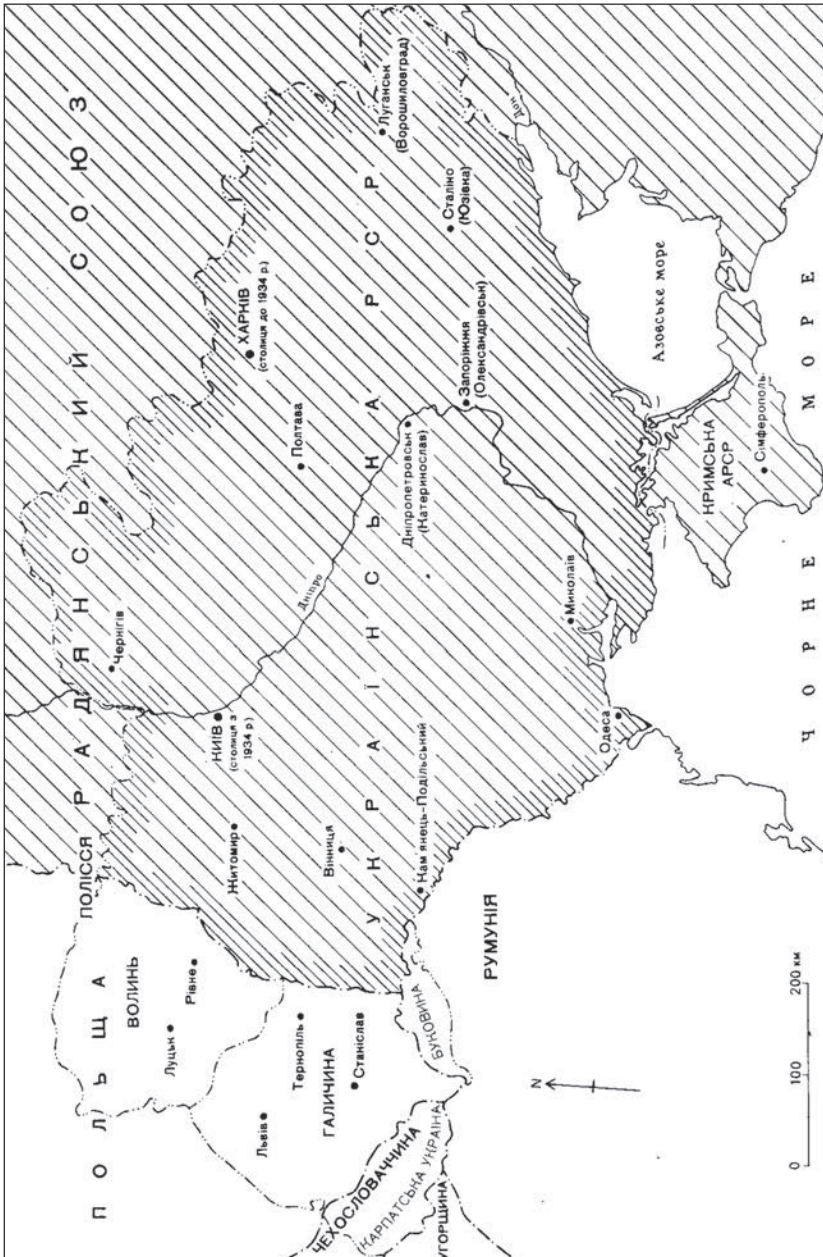 РАДЯНСЬКИЙ СОЮЗ
ПОЛЬЩА
ПОЛІССЯ
ВОЛИНЬ
Луцьк
Рівне
Львів
Тернопіль
ГАЛИЧИНА
Станіслав
ЧЕХОСЛОВАЧЧИНА
КАРПАТСЬКА УКРАЇНА
УГОРЩИНА
БУКОВИНА
РУМУНІЯ
УКРАЇНСЬКА РСР
Чернігів
КИЇВ
(столиця з
1934 р.)
Житомир
Вінниця
Кам'янець-Подільський
Дніпро
ХАРКІВ
(столиця до 1934 р.)
Полтава
Луганськ
(Ворошиловград)
Сталіно
(Юзівка)
Дніпропетровськ
(Катеринослав)
Запоріжжя
(Олександрівськ)
Миколаїв
Одеса
Дон
Азовське море
КРИМСЬКА
АРСР
Сімферополь
ЧОРНЕ МОРЕ
N
0 100 200 км